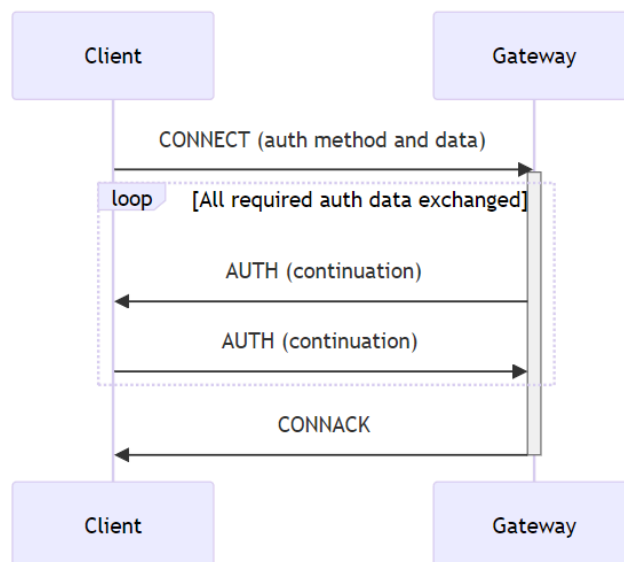 Client
Gateway
CONNECT (auth method and data)
loop
[All required auth data exchanged]
AUTH (continuation)
AUTH (continuation)
CONNACK
Client
Gateway